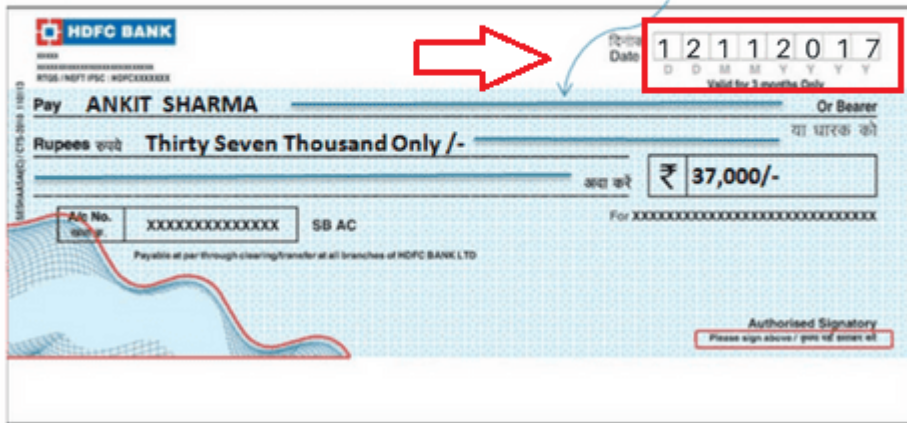 HDFC BANK
दिनांक
Date
1 2 1 1 2 0 1 7
D D M M Y Y Y Y
Valid for 3 months Only
XXXXX
RTGS / NEFT IFSC : HDFCXXXXXXX
Pay ANKIT SHARMA Or Bearer
या धारक को
Rupees रुपये Thirty Seven Thousand Only /-
अदा करें ₹ 37,000/-
A/c No. XXXXXXXXXXXXXX SB AC
खाता क्र.
For XXXXXXXXXXXXXXXXXXXXXXXXXXXXXX
Payable at par through clearing/transfer at all branches of HDFC BANK LTD
Authorised Signatory
Please sign above /